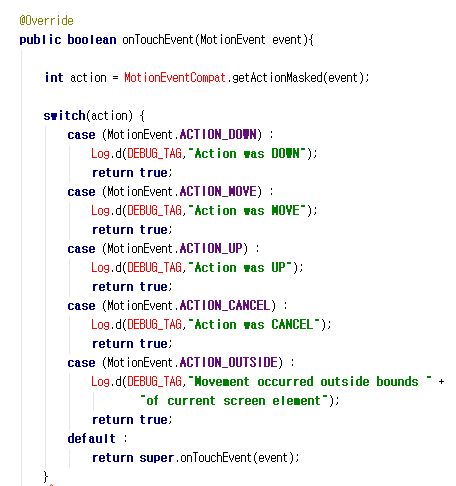 @Override
public boolean onTouchEvent(MotionEvent event){
int action = MotionEventCompat.getActionMasked(event);
switch(action) {
case (MotionEvent.ACTION_DOWN) :
Log.d(DEBUG_TAG,"Action was DOWN");
return true;
case (MotionEvent.ACTION_MOVE) :
Log.d(DEBUG_TAG,"Action was MOVE");
return true;
case (MotionEvent.ACTION_UP) :
Log.d(DEBUG_TAG,"Action was UP");
return true;
case (MotionEvent.ACTION_CANCEL) :
Log.d(DEBUG_TAG,"Action was CANCEL");
return true;
case (MotionEvent.ACTION_OUTSIDE) :
Log.d(DEBUG_TAG,"Movement occurred outside bounds " +
"of current screen element");
return true;
default :
return super.onTouchEvent(event);
}